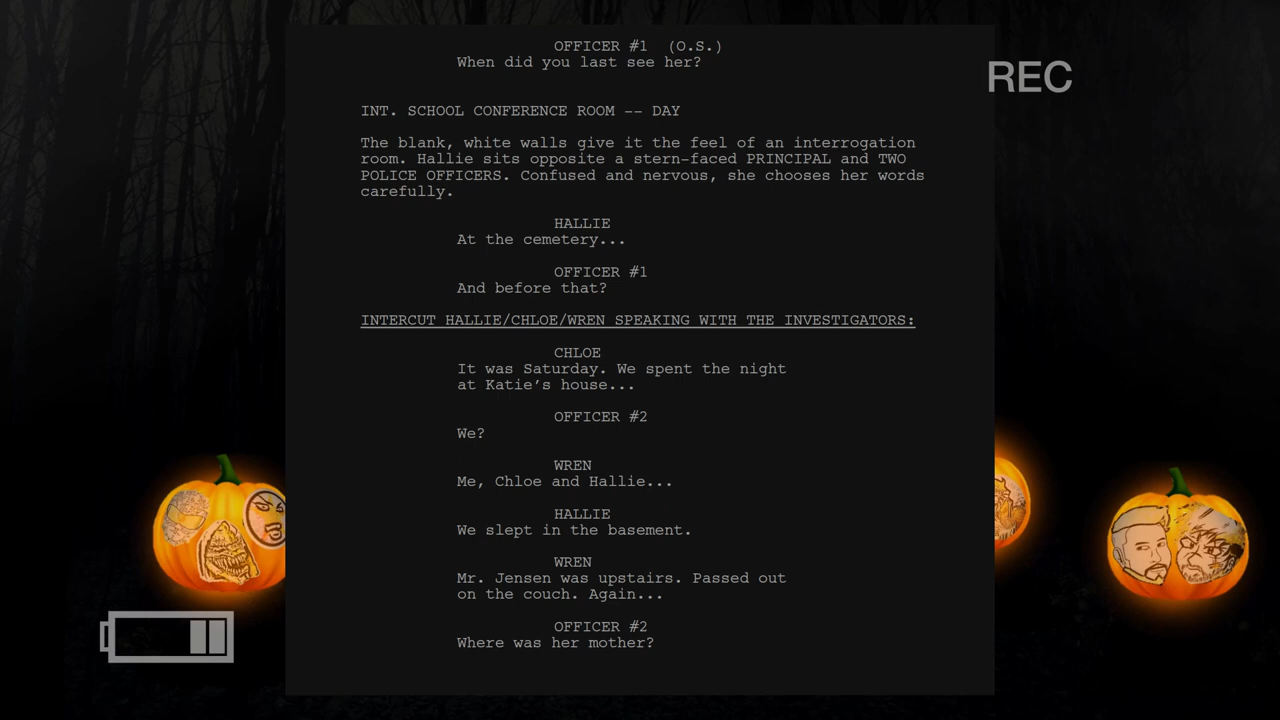 OFFICER #1 (O.S.)
When did you last see her?
REC
INT. SCHOOL CONFERENCE ROOM -- DAY
The blank, white walls give it the feel of an interrogation
room. Hallie sits opposite a stern-faced PRINCIPAL and TWO
POLICE OFFICERS. Confused and nervous, she chooses her words
carefully.
HALLIE
At the cemetery...
OFFICER #1
And before that?
INTERCUT HALLIE/CHLOE/WREN SPEAKING WITH THE INVESTIGATORS:
CHLOE
It was Saturday. We spent the night
at Katie’s house...
OFFICER #2
We?
WREN
Me, Chloe and Hallie...
HALLIE
We slept in the basement.
WREN
Mr. Jensen was upstairs. Passed out
on the couch. Again...
OFFICER #2
Where was her mother?